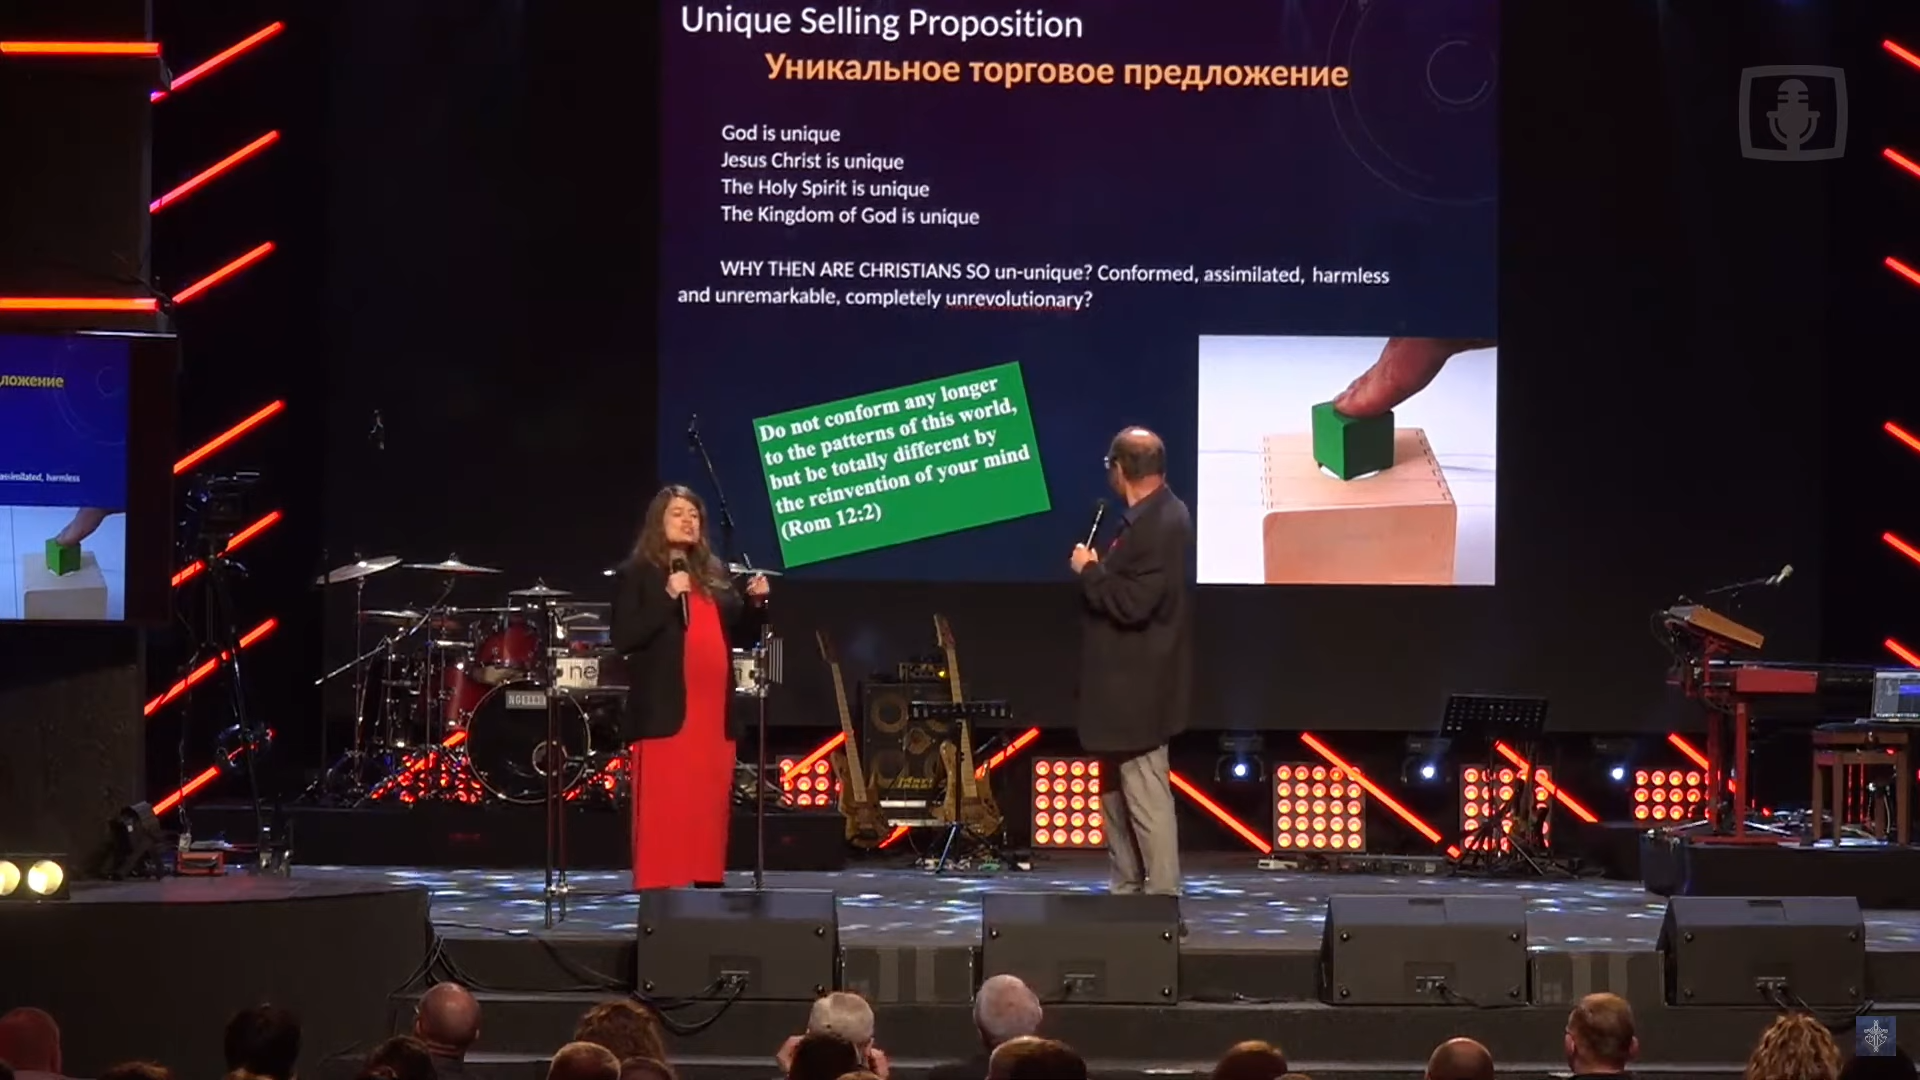 Unique Selling Proposition
Уникальное торговое предложение
God is unique
Jesus Christ is unique
The Holy Spirit is unique
The Kingdom of God is unique
WHY THEN ARE CHRISTIANS SO un-unique? Conformed, assimilated, harmless
and unremarkable, completely unrevolutionary?
Do not conform any longer
to the patterns of this world,
but be totally different by
the reinvention of your mind
(Rom 12:2)
ложение
assimilated, harmless
ne